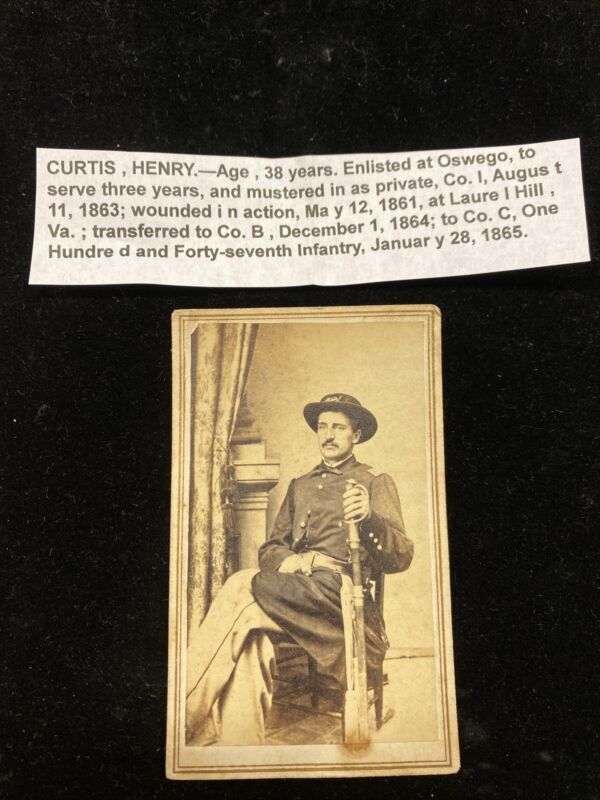 CURTIS , HENRY.—Age , 38 years. Enlisted at Oswego, to
serve three years, and mustered in as private, Co. I, Augus t
11, 1863; wounded i n action, Ma y 12, 1861, at Laure l Hill ,
Va. ; transferred to Co. B , December 1, 1864; to Co. C, One
Hundre d and Forty-seventh Infantry, Januar y 28, 1865.